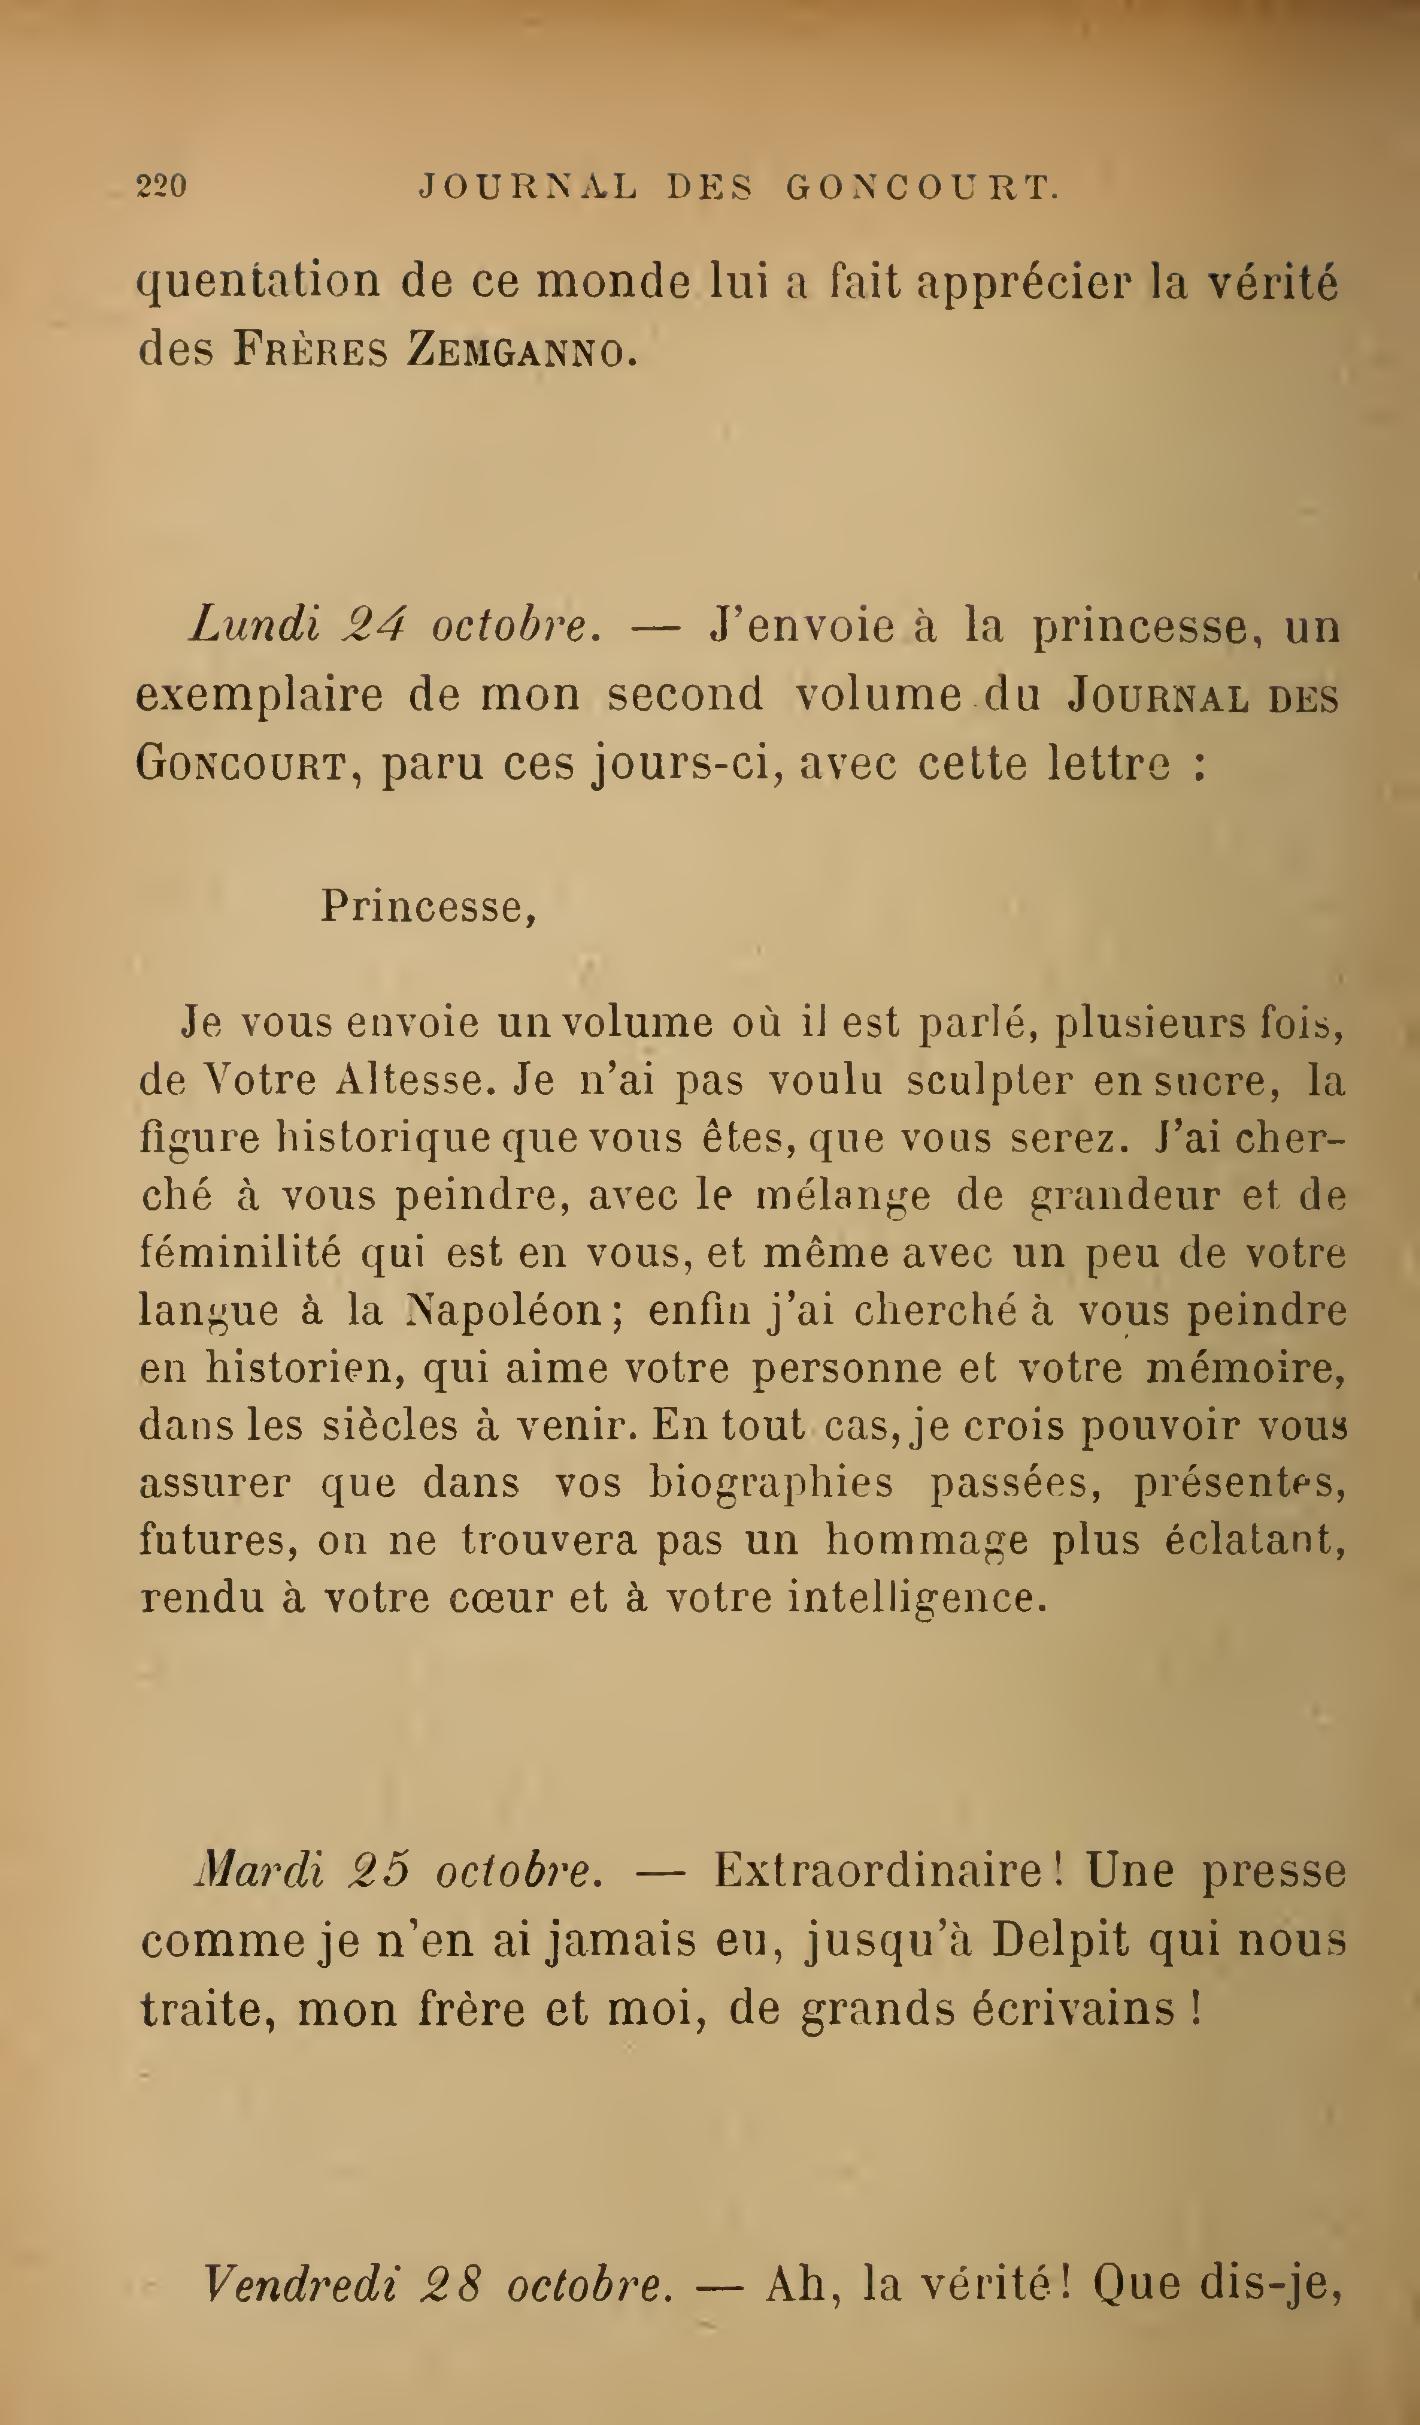 220 JOURNAL DES GONCOURT.
quentation de ce monde lui a fait apprécier la vérité
des FRÈRES ZEMGANNO.
Lundi 24 octobre. — J’envoie à la princesse, un
exemplaire de mon second volume du JOURNAL DES
GONCOURT, paru ces jours-ci, avec cette lettre :
Princesse,
Je vous envoie un volume où il est parlé, plusieurs fois,
de Votre Altesse. Je n’ai pas voulu sculpter en sucre, la
figure historique que vous êtes, que vous serez. J’ai cher-
ché à vous peindre, avec le mélange de grandeur et de
féminilité qui est en vous, et même avec un peu de votre
langue à la Napoléon; enfin j’ai cherché à vous peindre
en historien, qui aime votre personne et votre mémoire,
dans les siècles à venir. En tout cas, je crois pouvoir vous
assurer que dans vos biographies passées, présentes,
futures, on ne trouvera pas un hommage plus éclatant,
rendu à votre cœur et à votre intelligence.
Mardi 25 octobre. — Extraordinaire! Une presse
comme je n’en ai jamais eu, jusqu’à Delpit qui nous
traite, mon frère et moi, de grands écrivains !
Vendredi 28 octobre. — Ah, la vérité! Que dis-je,